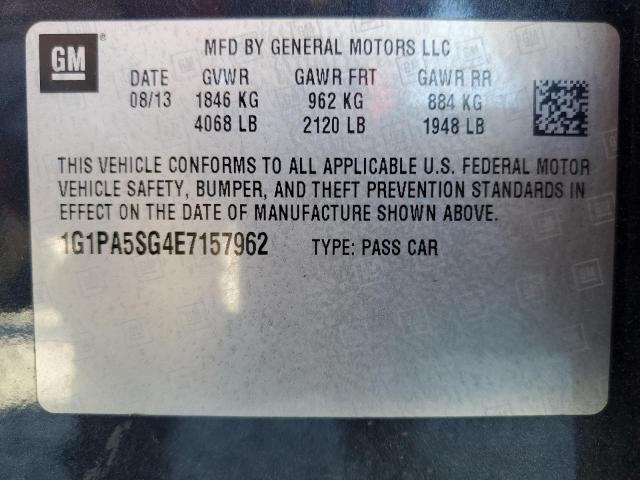 GM
MFD BY GENERAL MOTORS LLC
DATE GVWR GAWR FRT GAWR RR
08/13 1846 KG 962 KG 884 KG
4068 LB 2120 LB 1948 LB
THIS VEHICLE CONFORMS TO ALL APPLICABLE U.S. FEDERAL MOTOR
VEHICLE SAFETY, BUMPER, AND THEFT PREVENTION STANDARDS IN
EFFECT ON THE DATE OF MANUFACTURE SHOWN ABOVE.
1G1PA5SG4E7157962 TYPE: PASS CAR